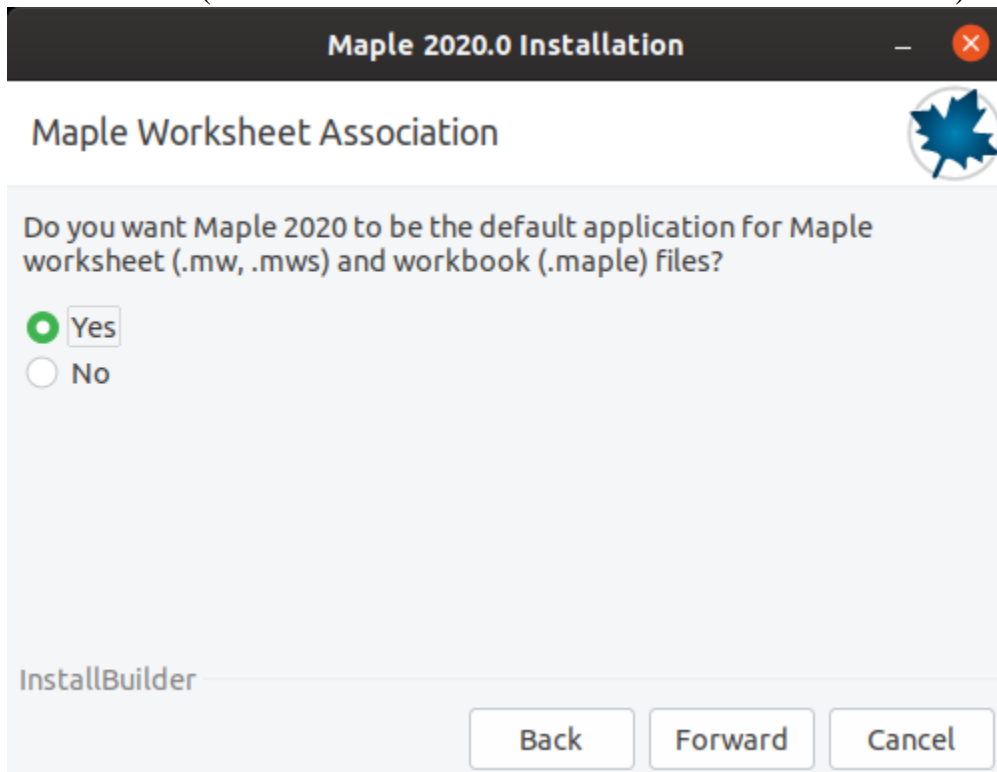 Maple 2020.0 Installation
Maple Worksheet Association
Do you want Maple 2020 to be the default application for Maple
worksheet (.mw, .mws) and workbook (.maple) files?
Yes
No
InstallBuilder
Back Forward Cancel